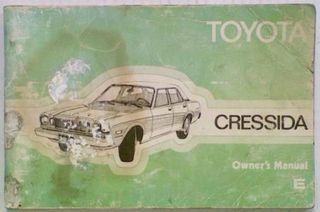 TOYOTA
CRESSIDA
Owner's Manual
E